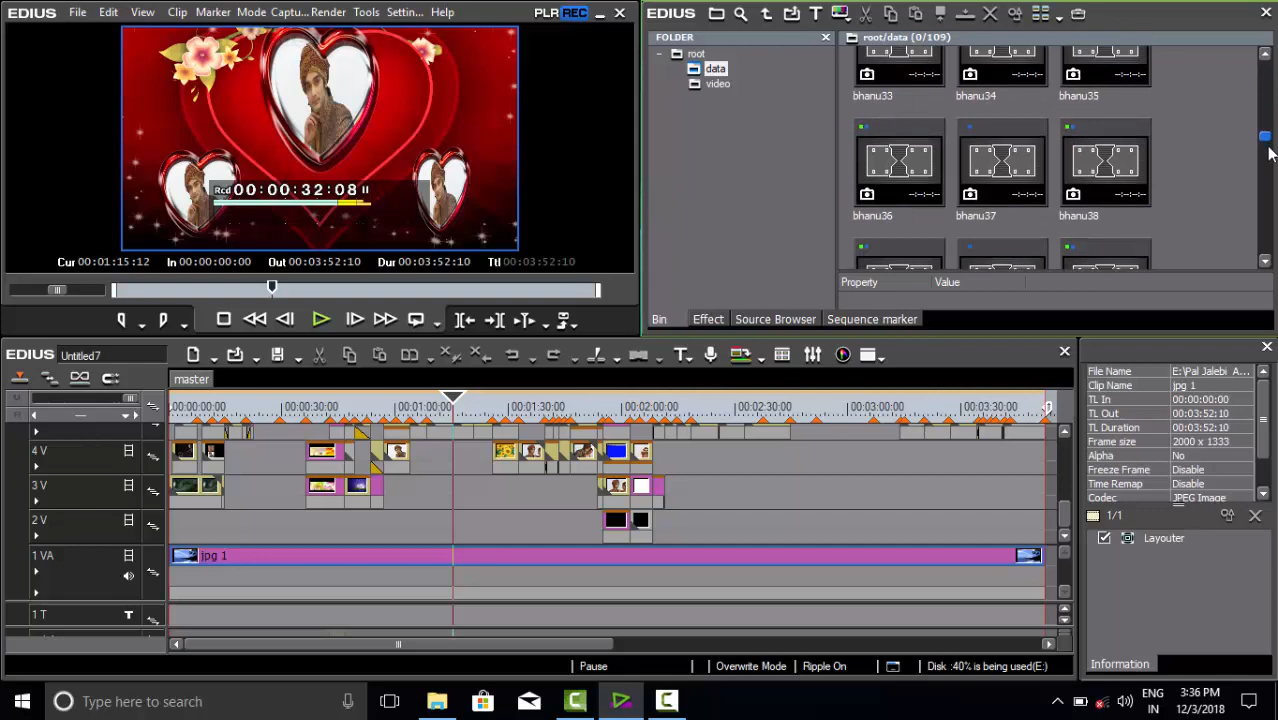 EDIUS File Edit View Clip Marker Mode Captu... Render Tools Settin... Help PLR REC
Rcd 00:00:32:08
Cur 00:01:15:12 In 00:00:00:00 Out 00:03:52:10 Dur 00:03:52:10 Ttl 00:03:52:10
EDIUS
FOLDER
root
data
video
root/data (0/109)
bhanu33 bhanu34 bhanu35
bhanu36 bhanu37 bhanu38
Property Value
Bin Effect Source Browser Sequence marker
EDIUS Untitled7
master
00:00:00:00 00:00:30:00 00:01:00:00 00:01:30:00 00:02:00:00 00:02:30:00 00:03:00:00 00:03:30:00
4 V
3 V
2 V
1 VA jpg 1
1 T
Pause Overwrite Mode Ripple On Disk :40% is being used(E:)
File Name E:\Pal Jalebi A...
Clip Name jpg 1
TL In 00:00:00:00
TL Out 00:03:52:10
TL Duration 00:03:52:10
Frame size 2000 x 1333
Alpha No
Freeze Frame Disable
Time Remap Disable
Codec JPEG Image
1/1
Layouter
Information
Type here to search
ENG
IN
3:36 PM
12/3/2018